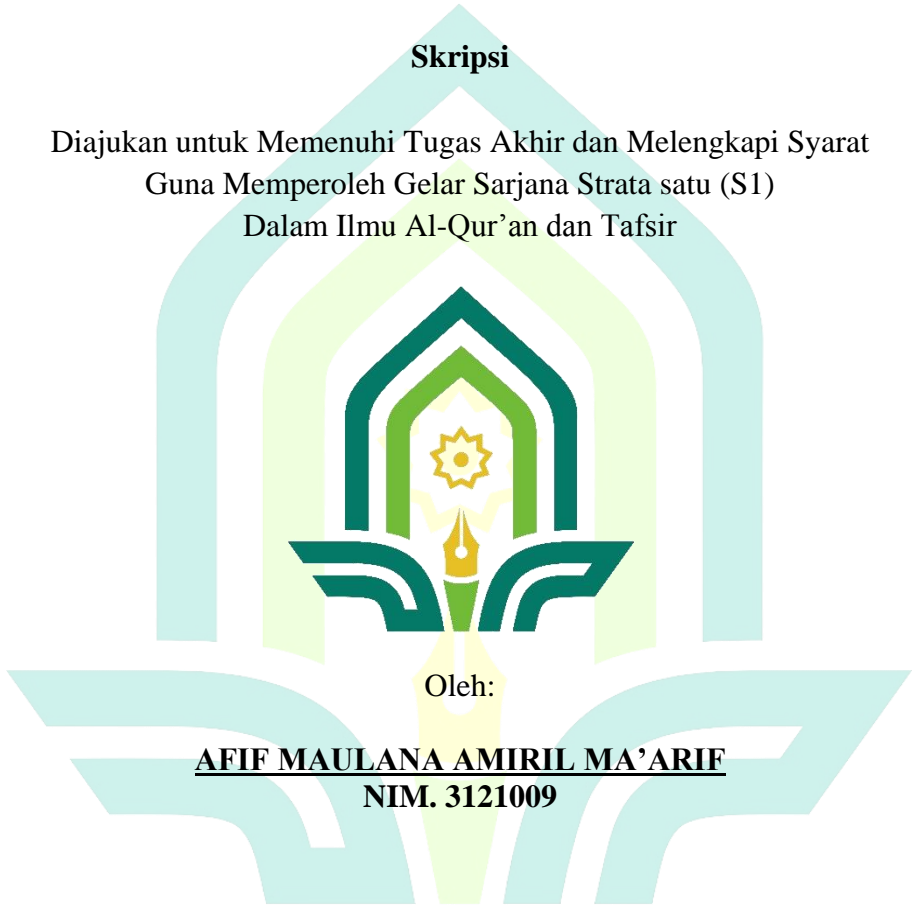 Skripsi
Diajukan untuk Memenuhi Tugas Akhir dan Melengkapi Syarat
Guna Memperoleh Gelar Sarjana Strata satu (S1)
Dalam Ilmu Al-Qur’an dan Tafsir
Oleh:
AFIF MAULANA AMIRIL MA’ARIF
NIM. 3121009